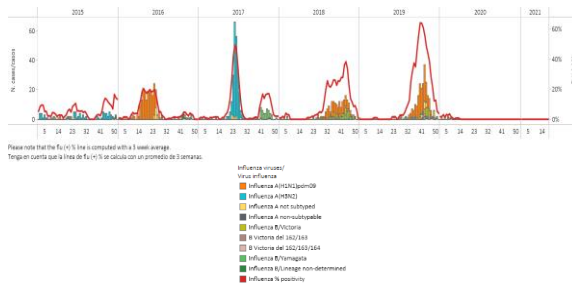 2015 2016 2017 2018 2019 2020 2021
N. cases/casos
60
40
20
0
60%
40%
20%
0%
5 14 23 32 41 50 5 14 23 32 41 50 5 14 23 32 41 50 5 14 23 32 41 50 5 14 23 32 41 50 5 14 23 32 41 50 5 14
Please note that the flu (+) % line is computed with a 3 week average.
Tenga en cuenta que la línea de flu (+) % se calcula con un promedio de 3 semanas.
Influenza viruses/
Virus influenza
Influenza A(H1N1)pdm09
Influenza A(H3N2)
Influenza A not subtyped
Influenza A non-subtypable
Influenza B/Victoria
B Victoria del 162/163
B Victoria del 162/163/164
Influenza B/Yamagata
Influenza B/Lineage non-determined
Influenza % positivity